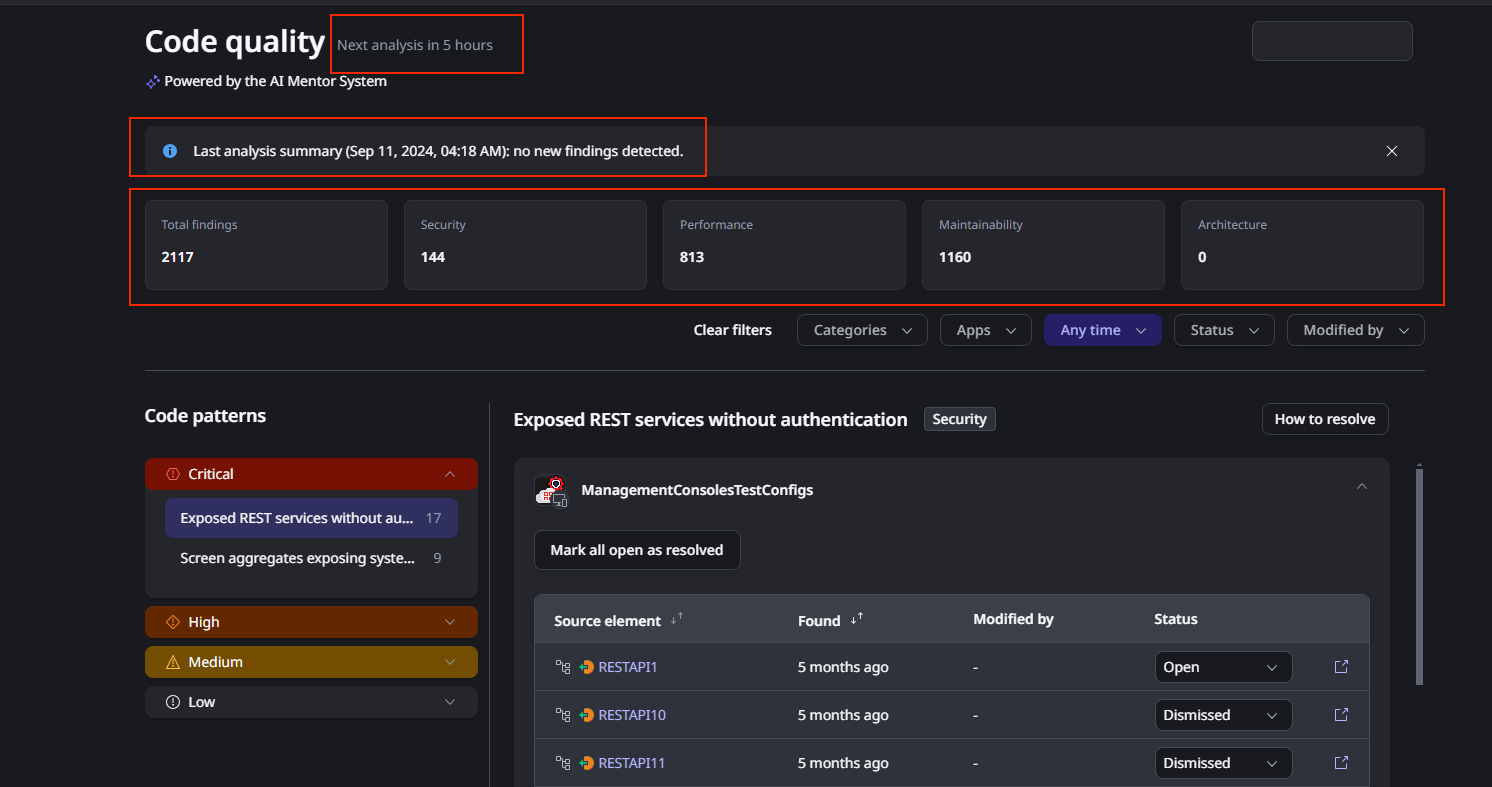 Code quality
Next analysis in 5 hours
Powered by the AI Mentor System
Last analysis summary (Sep 11, 2024, 04:18 AM): no new findings detected.
Total findings
2117
Security
144
Performance
813
Maintainability
1160
Architecture
0
Clear filters
Categories
Apps
Any time
Status
Modified by
Code patterns
Critical
Exposed REST services without au... 17
Screen aggregates exposing syste... 9
High
Medium
Low
Exposed REST services without authentication
Security
How to resolve
ManagementConsolesTestConfigs
Mark all open as resolved
Source element Found Modified by Status
RESTAPI1 5 months ago - Open
RESTAPI10 5 months ago - Dismissed
RESTAPI11 5 months ago - Dismissed